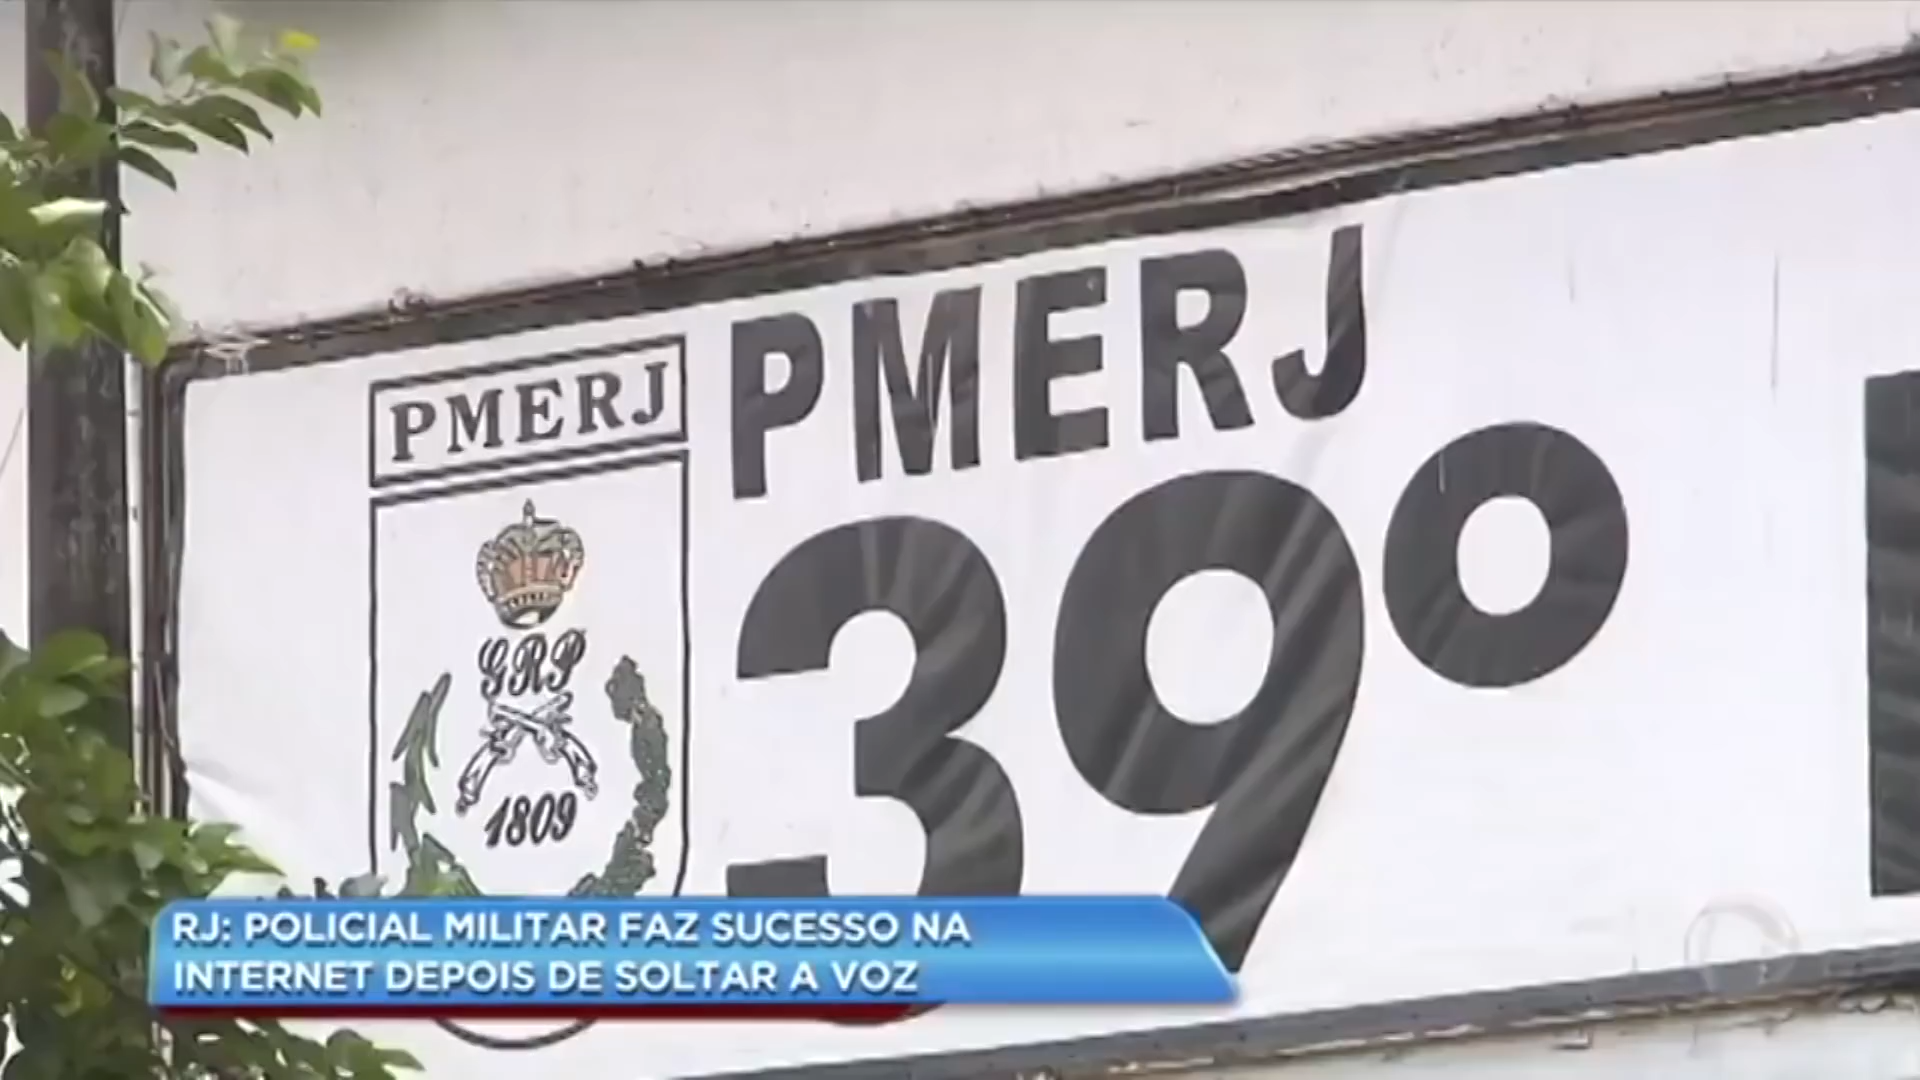 PMERJ
PMERJ
39º
GRP
1809
RJ: POLICIAL MILITAR FAZ SUCESSO NA
INTERNET DEPOIS DE SOLTAR A VOZ